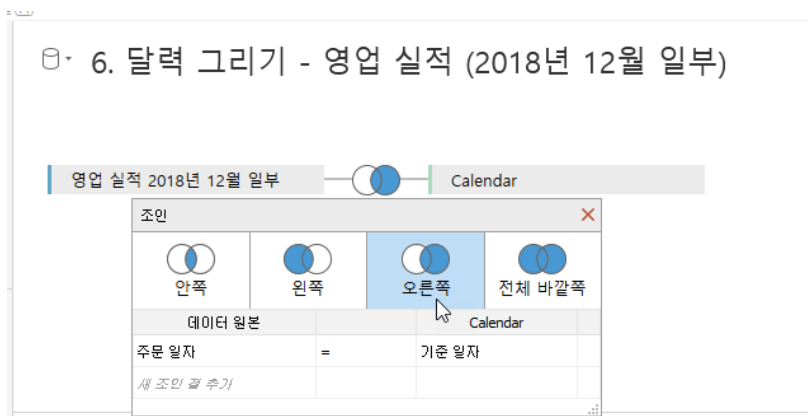 6. 달력 그리기 - 영업 실적 (2018년 12월 일부)
영업 실적 2018년 12월 일부 Calendar
조인
안쪽 왼쪽 오른쪽 전체 바깥쪽
데이터 원본 Calendar
주문 일자 = 기준 일자
새 조인 절 추가